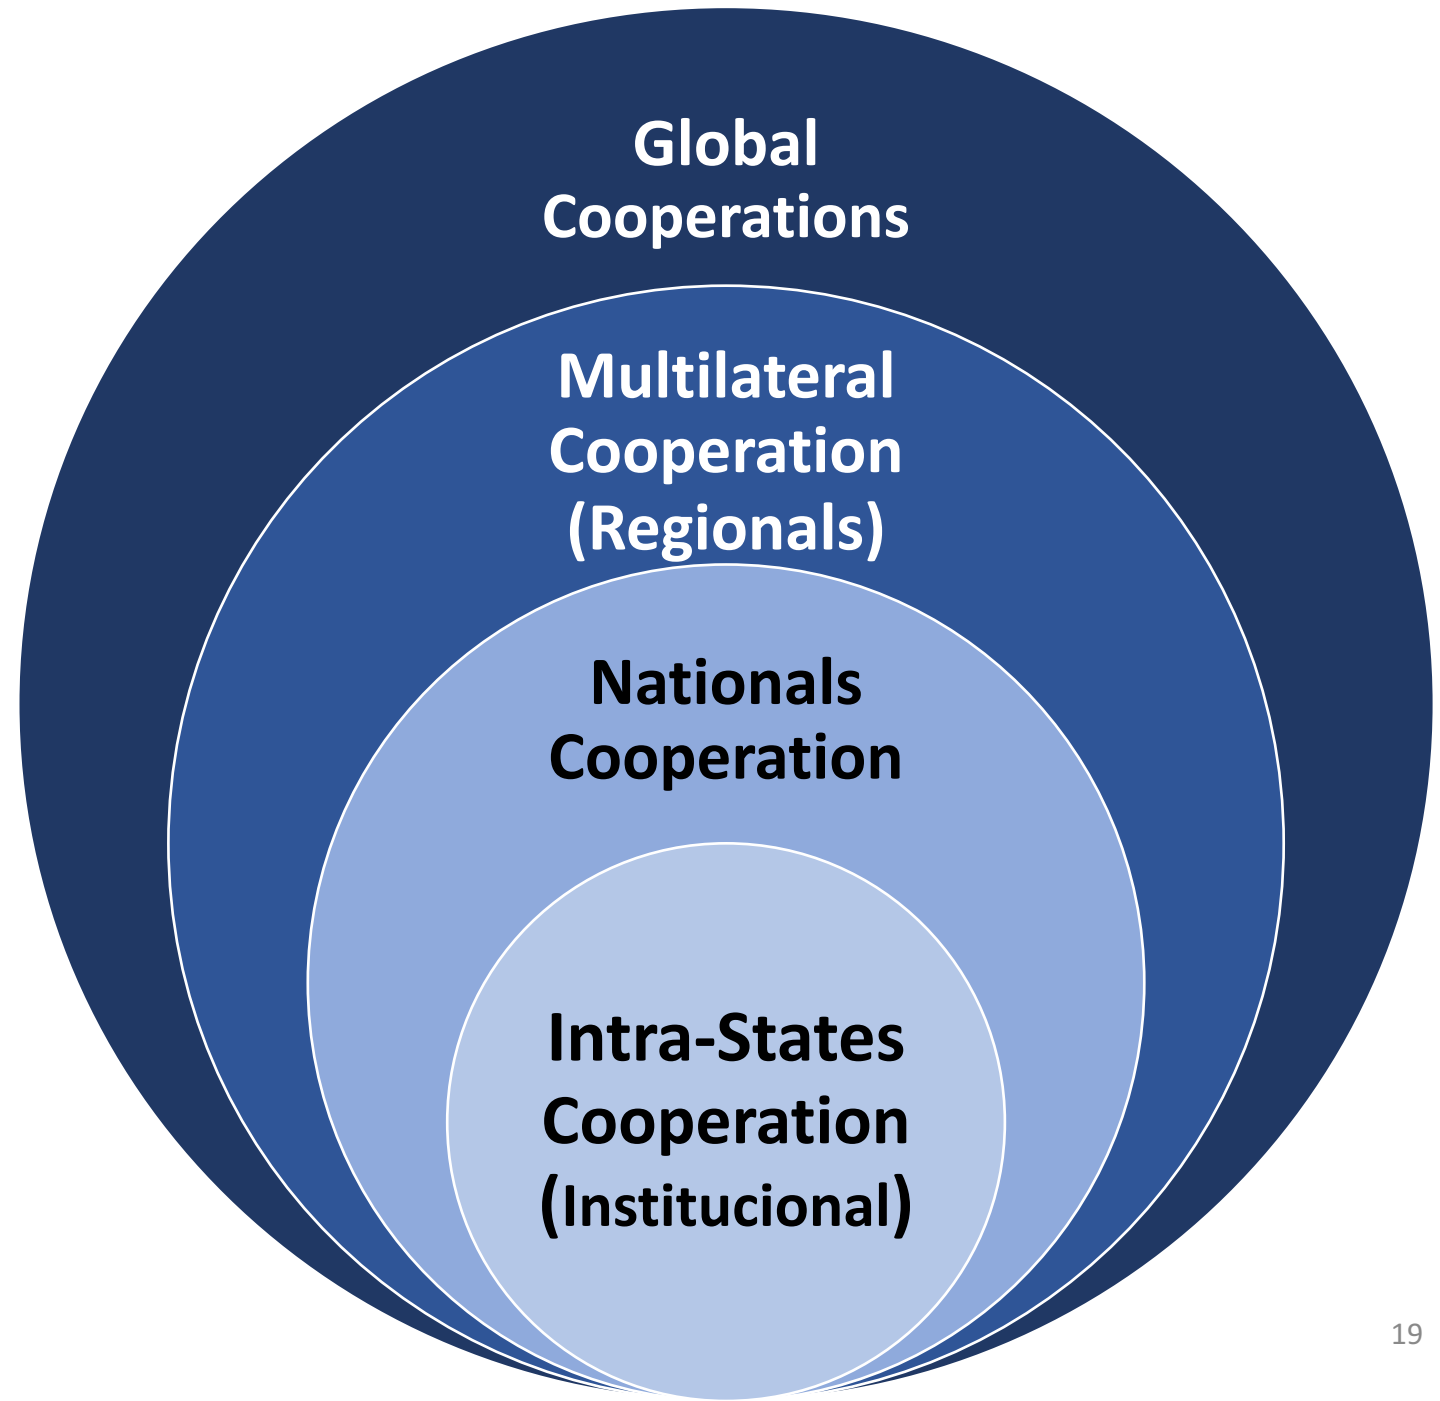 Global
Cooperations
Multilateral
Cooperation
(Regionals)
Nationals
Cooperation
Intra-States
Cooperation
(Institucional)
19